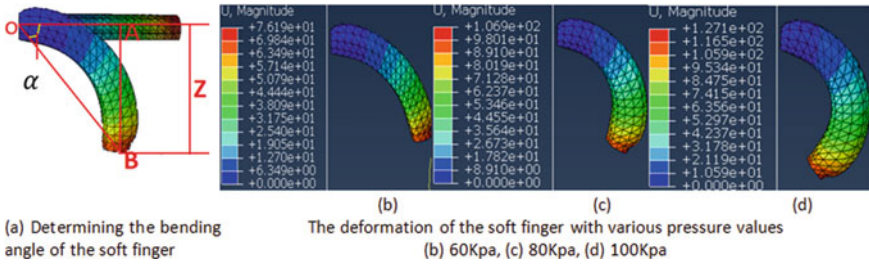 O
A
α
Z
B
U, Magnitude
+7.619e+01
+6.984e+01
+6.349e+01
+5.714e+01
+5.079e+01
+4.444e+01
+3.809e+01
+3.175e+01
+2.540e+01
+1.905e+01
+1.270e+01
+6.349e+00
+0.000e+00
U, Magnitude
+1.069e+02
+9.801e+01
+8.910e+01
+8.019e+01
+7.128e+01
+6.237e+01
+5.346e+01
+4.455e+01
+3.564e+01
+2.673e+01
+1.782e+01
+8.910e+00
+0.000e+00
U, Magnitude
+1.271e+02
+1.165e+02
+1.059e+02
+9.534e+01
+8.475e+01
+7.415e+01
+6.356e+01
+5.297e+01
+4.237e+01
+3.178e+01
+2.119e+01
+1.059e+01
+0.000e+00
(b)
(c)
(d)
(a) Determining the bending
angle of the soft finger
The deformation of the soft finger with various pressure values
(b) 60Kpa, (c) 80Kpa, (d) 100Kpa